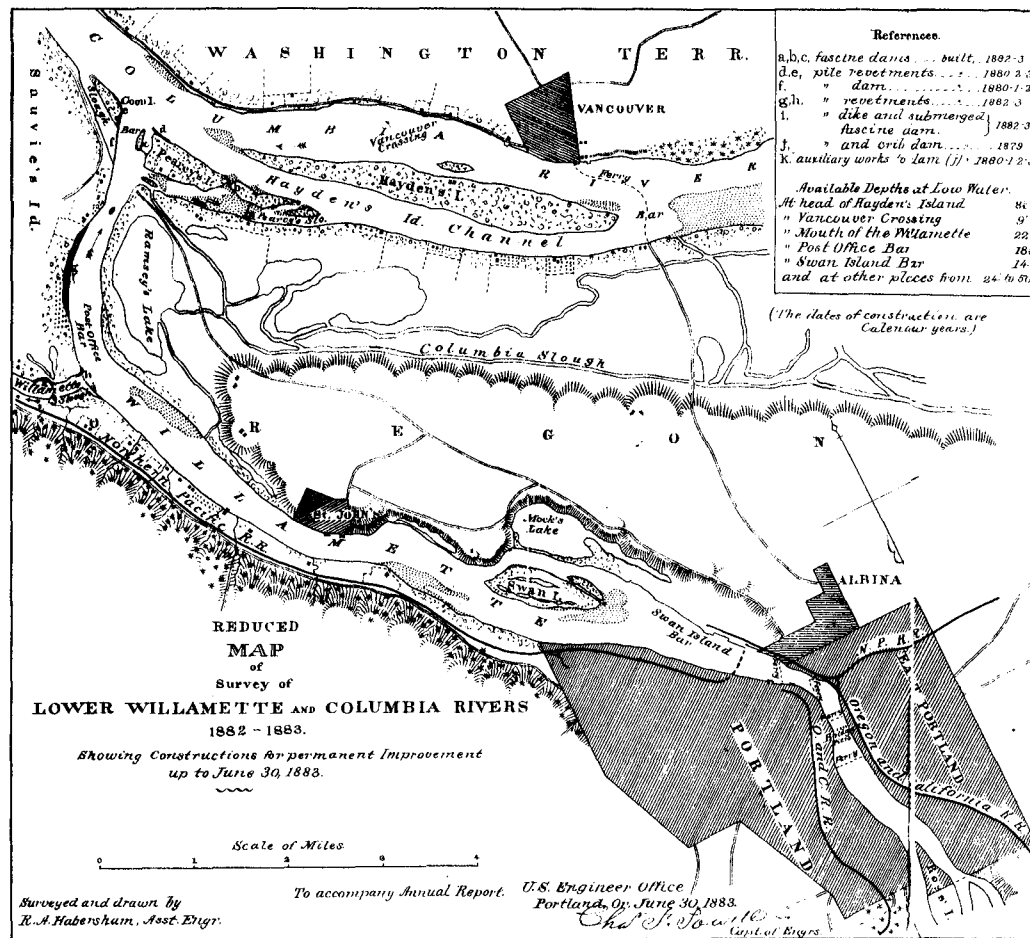 WASHINGTON TERR.
COLUMBIA RIVER
VANCOUVER
Vancouver Crossing
Ferry
Bar
Sauvie's Id.
Slough
Hayden's I.
Hayden's Id. Channel
Ramsey's Lake
Post Office Bar
Columbia Slough
OREGON
WILLAMETTE
Northern Pacific R.R.
ST. JOHN
Mock's Lake
Swan I.
Swan Island Bar
ALBINA
N. P. R. R.
EAST PORTLAND
PORTLAND
O. and C. R. R.
Oregon and California R.R.
Ross I.
References.
a,b,c, fascine dams .... built,. 1882-3
d,e, pile revetments..... 1880-2-3
f. " dam........... 1880-1-2
g,h. " revetments..... 1882-3
i. " dike and submerged fascine dam. } 1882-3
j. " and crib dam.... 1879
K. auxiliary works to dam (j) 1880-1-2
Available Depths at Low Water.
At head of Hayden's Island
" Vancouver Crossing
" Mouth of the Willamette 22
" Post Office Bar
" Swan Island Bar 14
and at other places from
(The dates of construction are
Calendar years.)
REDUCED
MAP
of
Survey of
LOWER WILLAMETTE AND COLUMBIA RIVERS
1882-1883.
Showing Constructions for permanent Improvement
up to June 30, 1883.
Scale of Miles
0 1 2 3 4
Surveyed and drawn by
R.A. Habersham, Asst. Engr.
To accompany Annual Report.
U.S. Engineer Office
Portland, Or. June 30, 1883.
Capt. of Engrs.